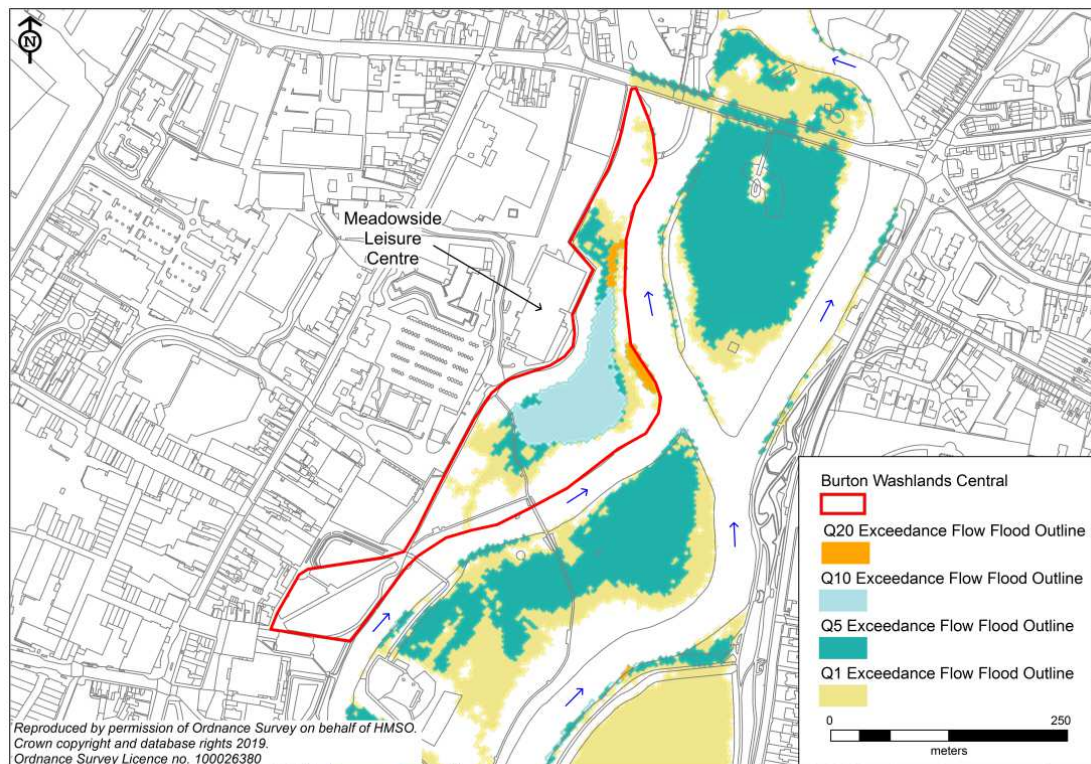 N
Meadowside
Leisure
Centre
Burton Washlands Central
Q20 Exceedance Flow Flood Outline
Q10 Exceedance Flow Flood Outline
Q5 Exceedance Flow Flood Outline
Q1 Exceedance Flow Flood Outline
0 250
meters
Reproduced by permission of Ordnance Survey on behalf of HMSO.
Crown copyright and database rights 2019.
Ordnance Survey Licence no. 100026380